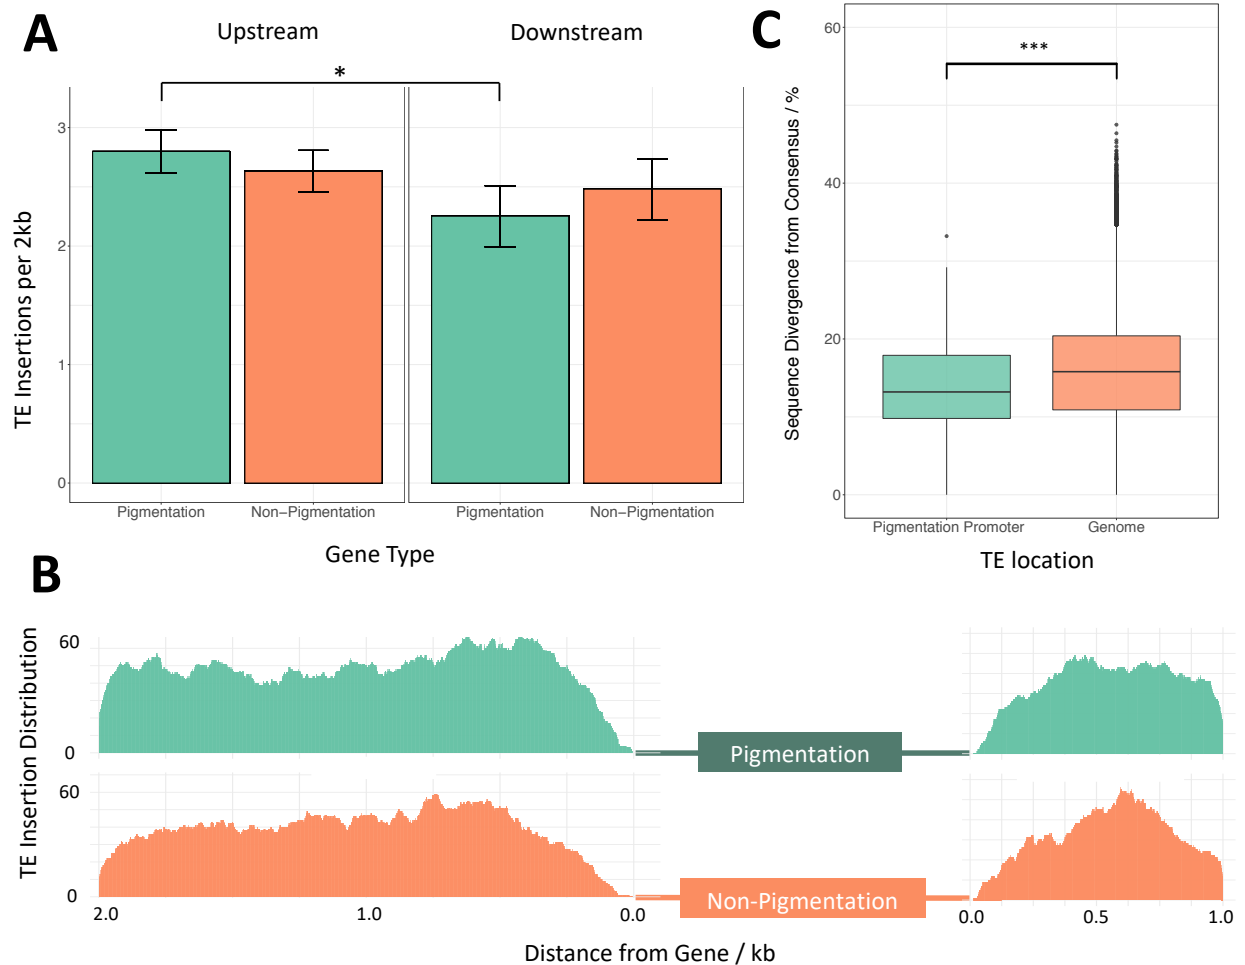 A
Upstream
Downstream
*
TE Insertions per 2kb
3
2
1
0
Pigmentation
Non-Pigmentation
Pigmentation
Non-Pigmentation
Gene Type
C
***
Sequence Divergence from Consensus / %
60
40
20
0
Pigmentation Promoter
Genome
TE location
B
TE Insertion Distribution
60
0
Pigmentation
60
0
Non-Pigmentation
2.0
1.0
0.0
0.0
0.5
1.0
Distance from Gene / kb